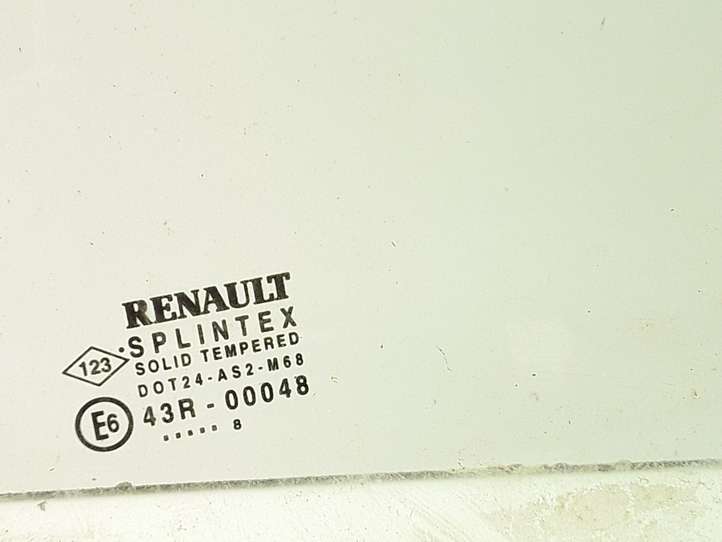 RENAULT
SPLINTEX
SOLID TEMPERED
123
DOT24-AS2-M68
E6 43R-00048
..... 8